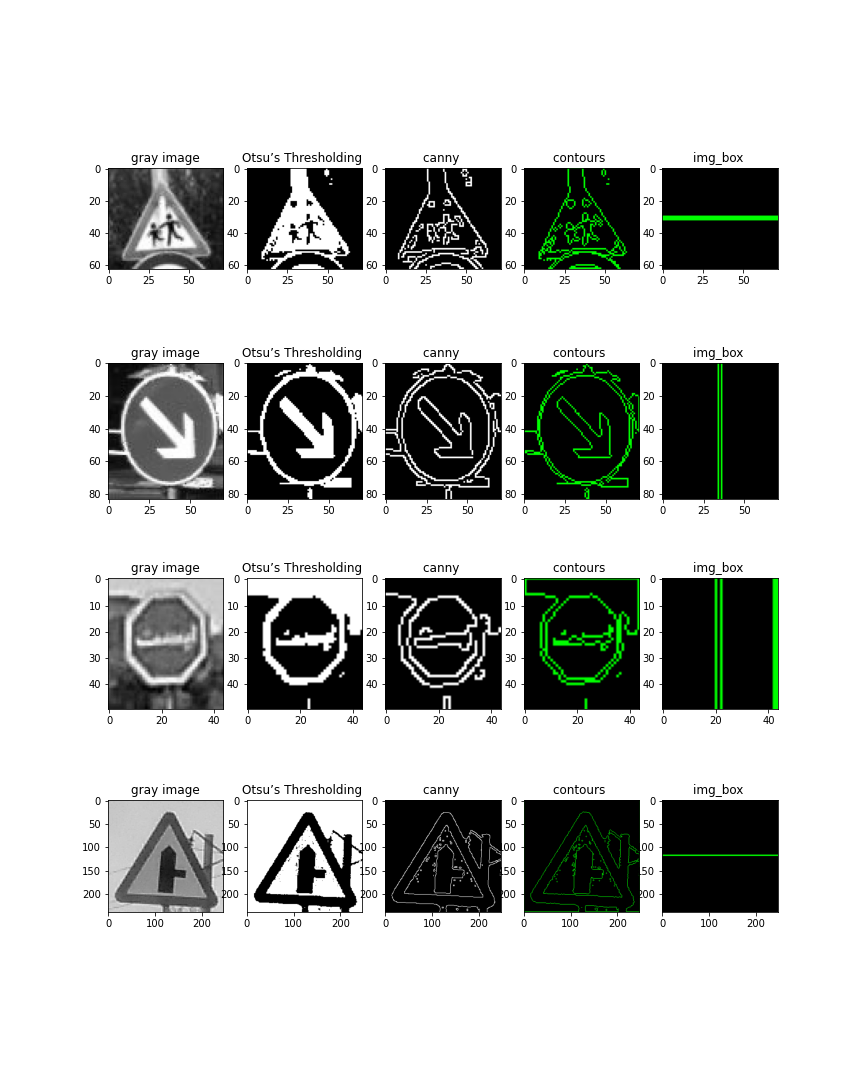 gray image Otsu’s Thresholding canny contours img_box
0 0 0 0 0
20 20 20 20 20
40 40 40 40 40
60 60 60 60 60
0 25 50 0 25 50 0 25 50 0 25 50 0 25 50
gray image Otsu’s Thresholding canny contours img_box
0 0 0 0 0
20 20 20 20 20
40 40 40 40 40
60 60 60 60 60
80 80 80 80 80
0 25 50 0 25 50 0 25 50 0 25 50 0 25 50
gray image Otsu’s Thresholding canny contours img_box
0 0 0 0 0
10 10 10 10 10
20 20 20 20 20
30 30 30 30 30
40 40 40 40 40
0 20 40 0 20 40 0 20 40 0 20 40 0 20 40
gray image Otsu’s Thresholding canny contours img_box
0 0 0 0 0
50 50 50 50 50
100 100 100 100 100
150 150 150 150 150
200 200 200 200 200
0 100 200 0 100 200 0 100 200 0 100 200 0 100 200